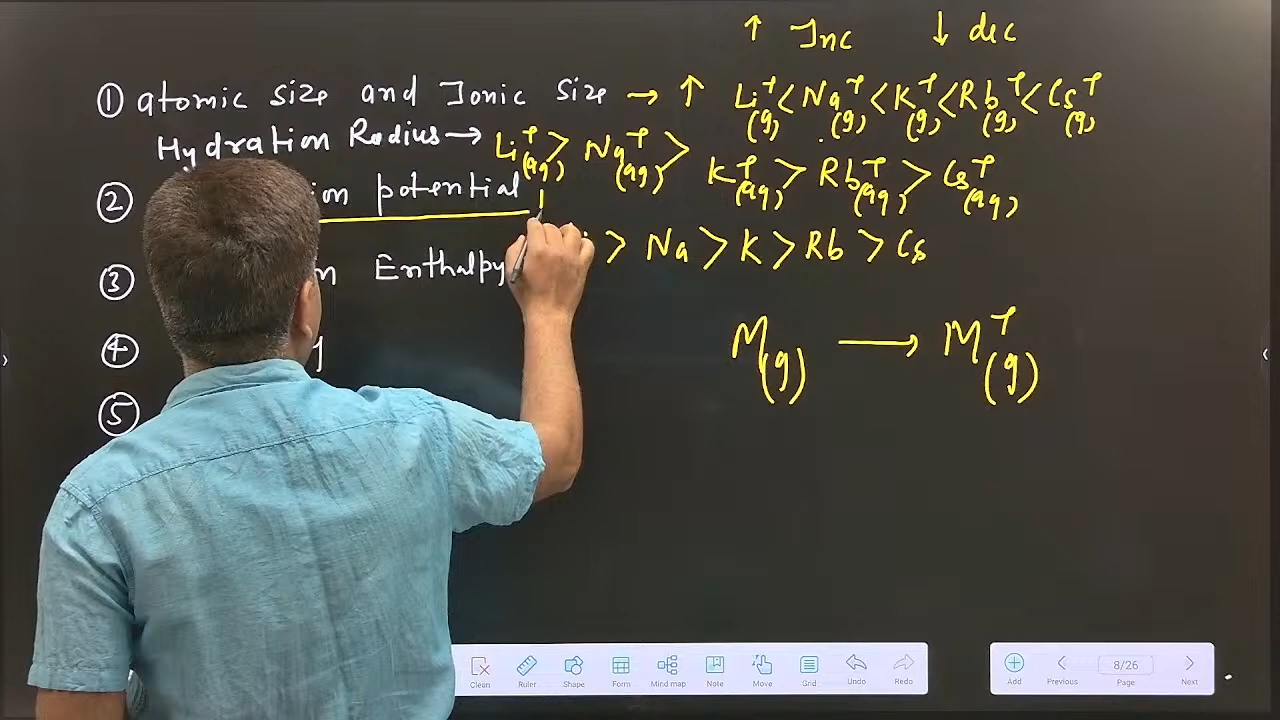 ↑ Inc ↓ dec
① atomic size and Ionic Size → ↑ Li⁺(g) < Na⁺(g) < K⁺(g) < Rb⁺(g) < Cs⁺(g)
Hydration Radius → Li⁺(aq) > Na⁺(aq) > K⁺(aq) > Rb⁺(aq) > Cs⁺(aq)
② potential
> Na > K > Rb > Cs
③ Enthalpy
M(g) → M⁺(g)
④
⑤
Clean Ruler Shape Form Mind map Note Move Grid Undo Redo Add Previous 8/26 Page Next